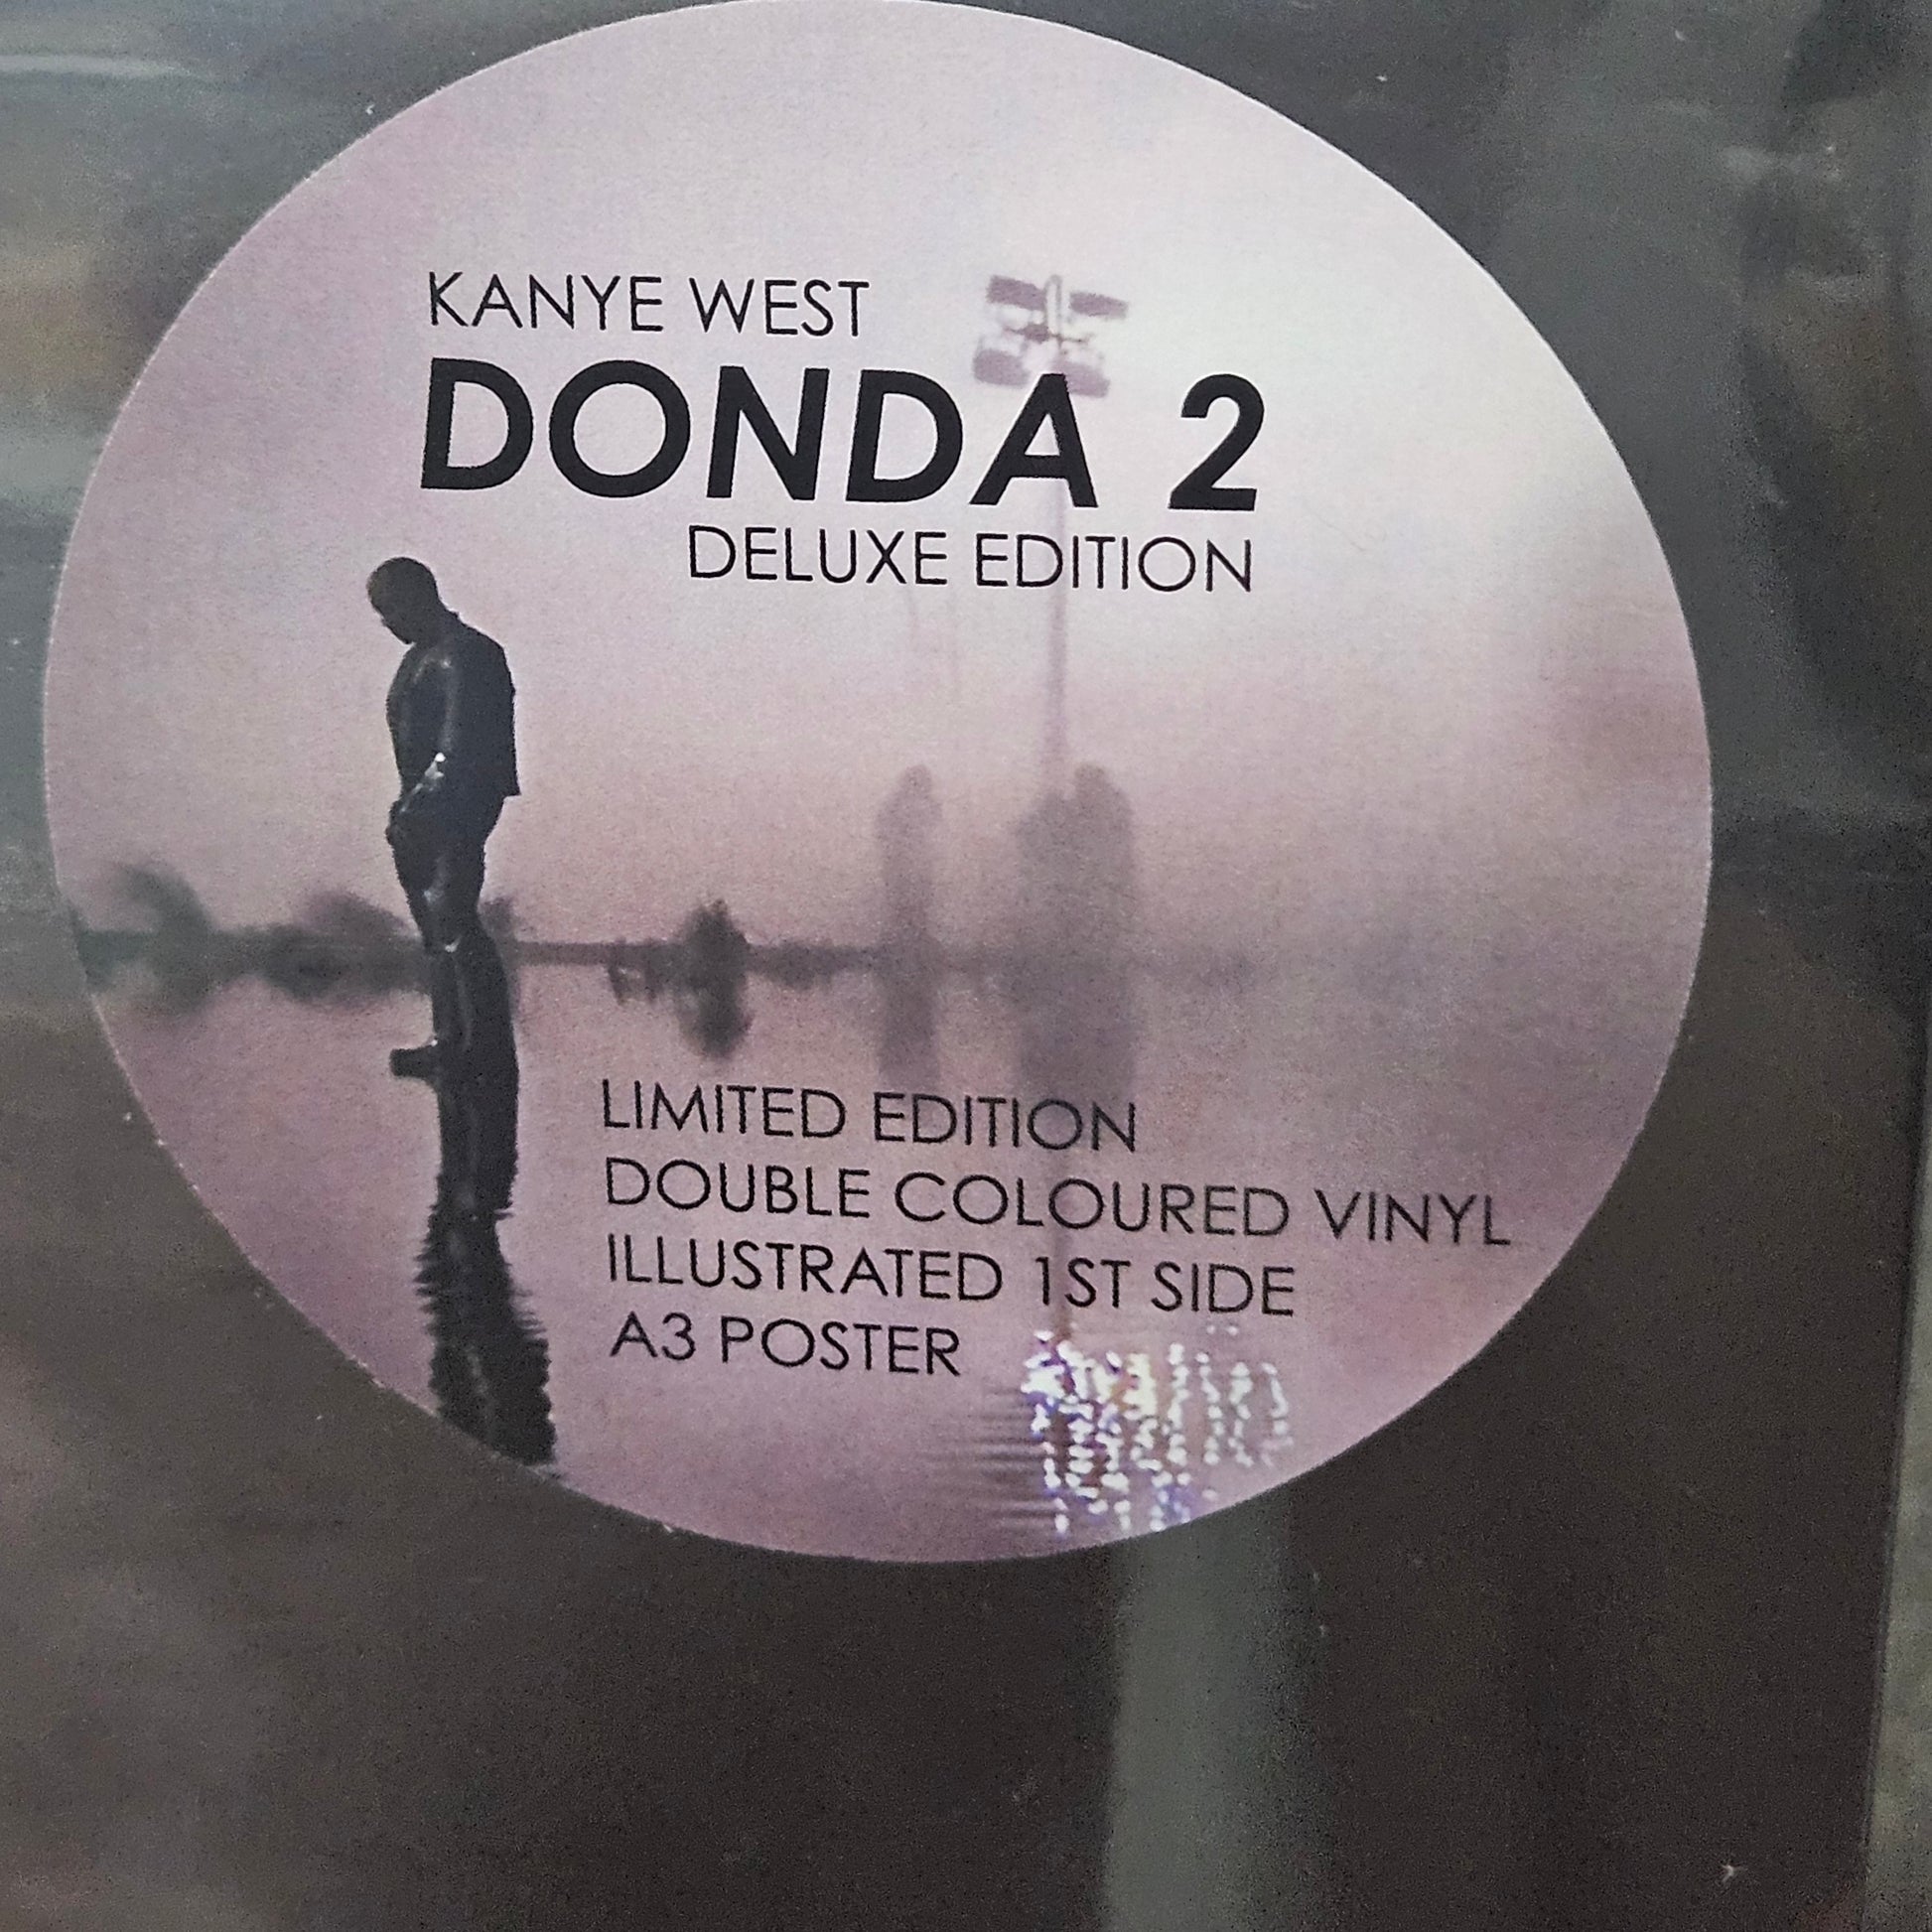 KANYE WEST
DONDA 2
DELUXE EDITION
LIMITED EDITION
DOUBLE COLOURED VINYL
ILLUSTRATED 1ST SIDE
A3 POSTER